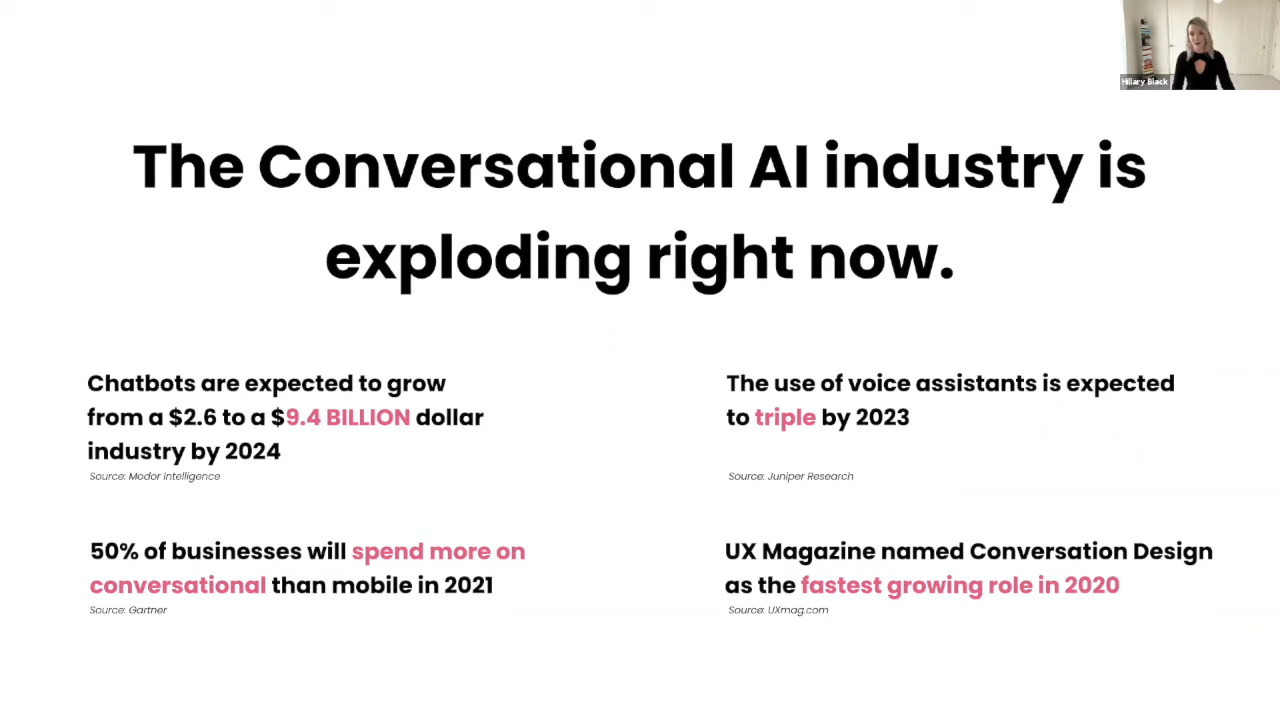 Hillary Black
The Conversational AI industry is
exploding right now.
Chatbots are expected to grow
from a $2.6 to a $9.4 BILLION dollar
industry by 2024
Source: Modor Intelligence
The use of voice assistants is expected
to triple by 2023
Source: Juniper Research
50% of businesses will spend more on
conversational than mobile in 2021
Source: Gartner
UX Magazine named Conversation Design
as the fastest growing role in 2020
Source: UXmag.com